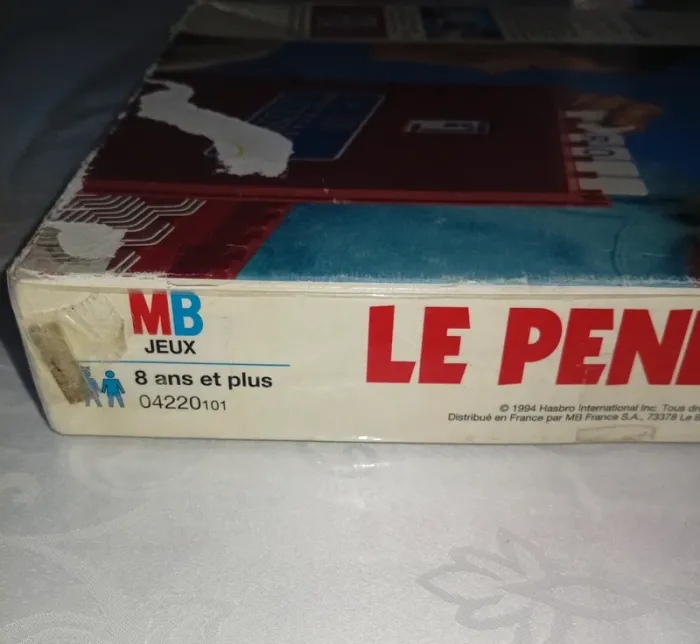 MB
JEUX
8 ans et plus
04220101
LE PEN
© 1994 Hasbro International Inc. Tous
Distribué en France par MB France S.A., 73378 Le